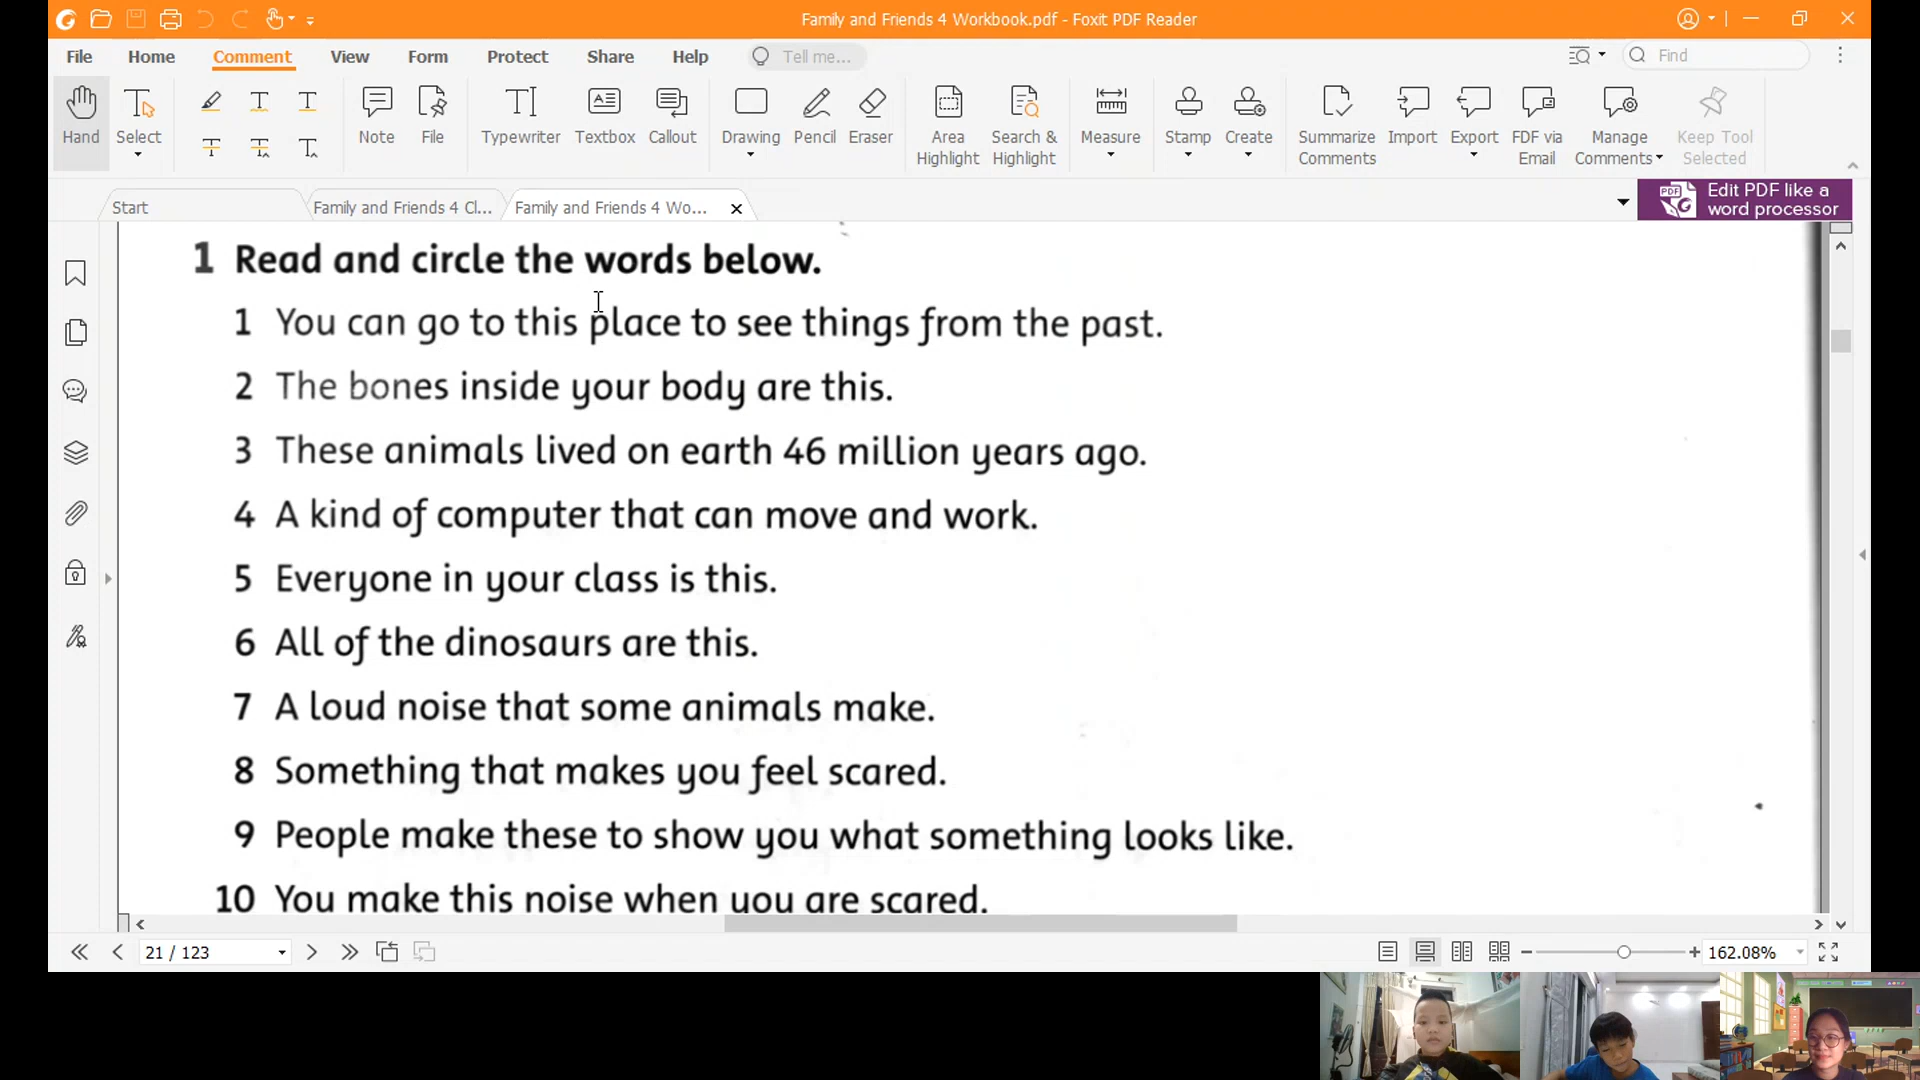 Family and Friends 4 Workbook.pdf - Foxit PDF Reader
File Home Comment View Form Protect Share Help Tell me... Find
Hand Select Note File Typewriter Textbox Callout Drawing Pencil Eraser Area Highlight Search & Highlight Measure Stamp Create Summarize Comments Import Export FDF via Email Manage Comments Keep Tool Selected
Start Family and Friends 4 Cl... Family and Friends 4 Wo...
Edit PDF like a
word processor
1 Read and circle the words below.
1 You can go to this place to see things from the past.
2 The bones inside your body are this.
3 These animals lived on earth 46 million years ago.
4 A kind of computer that can move and work.
5 Everyone in your class is this.
6 All of the dinosaurs are this.
7 A loud noise that some animals make.
8 Something that makes you feel scared.
9 People make these to show you what something looks like.
10 You make this noise when you are scared.
21 / 123 162.08%